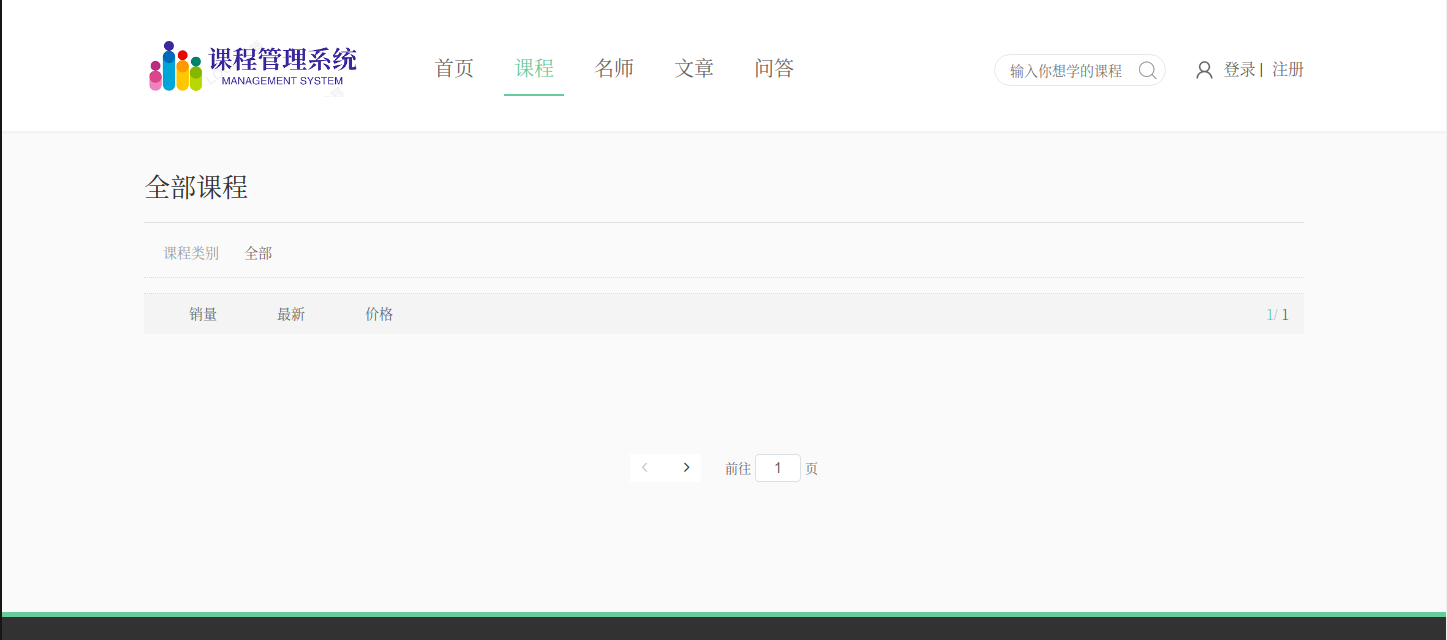 课程管理系统
MANAGEMENT SYSTEM
首页 课程 名师 文章 问答
输入你想学的课程
登录 | 注册
全部课程
课程类别 全部
销量 最新 价格 1/ 1
前往 1 页